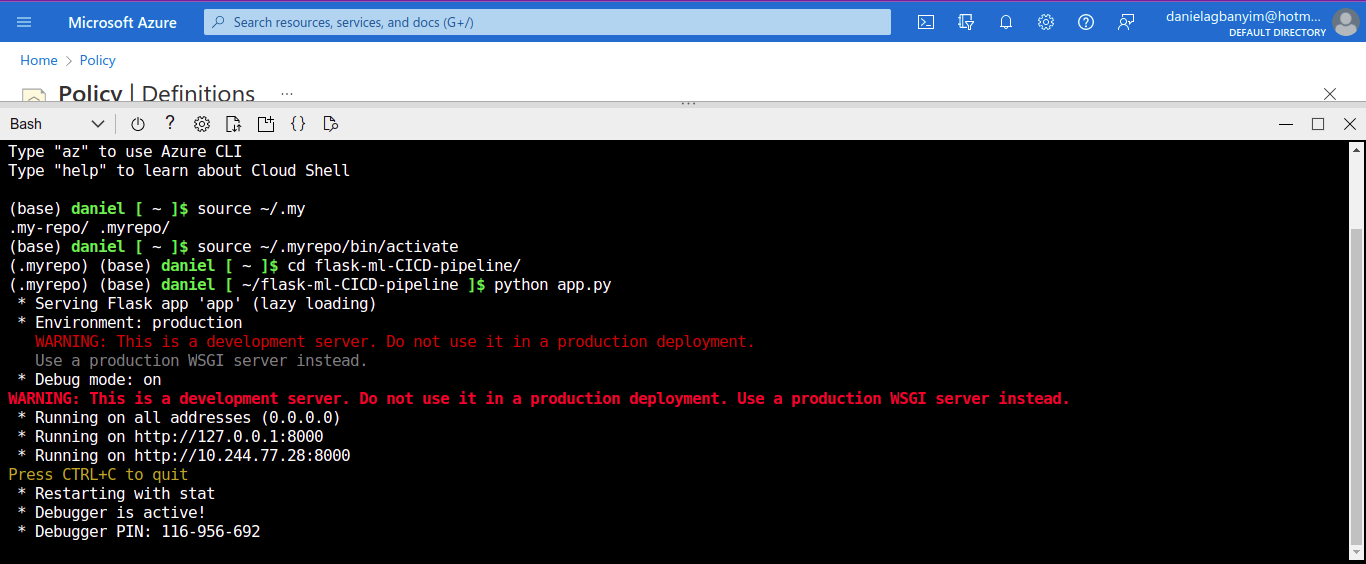 Microsoft Azure
Search resources, services, and docs (G+/)
danielagbanyim@hotm...
DEFAULT DIRECTORY
Home > Policy
Policy | Definitions ...
Bash
Type "az" to use Azure CLI
Type "help" to learn about Cloud Shell
(base) daniel [ ~ ]$ source ~/.my
.my-repo/ .myrepo/
(base) daniel [ ~ ]$ source ~/.myrepo/bin/activate
(.myrepo) (base) daniel [ ~ ]$ cd flask-ml-CICD-pipeline/
(.myrepo) (base) daniel [ ~/flask-ml-CICD-pipeline ]$ python app.py
* Serving Flask app 'app' (lazy loading)
* Environment: production
WARNING: This is a development server. Do not use it in a production deployment.
Use a production WSGI server instead.
* Debug mode: on
WARNING: This is a development server. Do not use it in a production deployment. Use a production WSGI server instead.
* Running on all addresses (0.0.0.0)
* Running on http://127.0.0.1:8000
* Running on http://10.244.77.28:8000
Press CTRL+C to quit
* Restarting with stat
* Debugger is active!
* Debugger PIN: 116-956-692